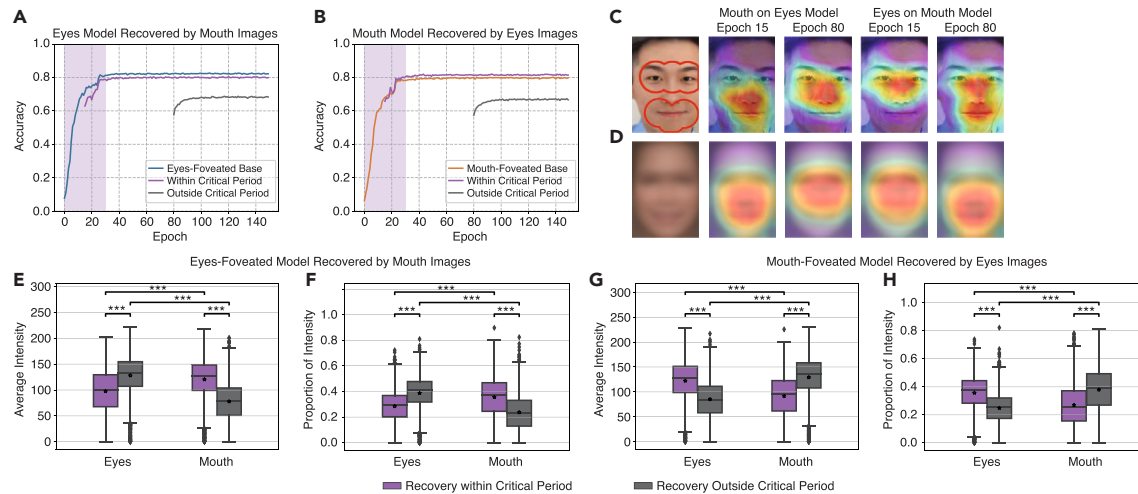 A
Eyes Model Recovered by Mouth Images
1.0
0.8
0.6
0.4
0.2
0.0
Accuracy
0 20 40 60 80 100 120 140
Epoch
Eyes-Foveated Base
Within Critical Period
Outside Critical Period
B
Mouth Model Recovered by Eyes Images
1.0
0.8
0.6
0.4
0.2
0.0
Accuracy
0 20 40 60 80 100 120 140
Epoch
Mouth-Foveated Base
Within Critical Period
Outside Critical Period
C
Mouth on Eyes Model
Eyes on Mouth Model
Epoch 15 Epoch 80 Epoch 15 Epoch 80
D
Eyes-Foveated Model Recovered by Mouth Images
E
300
250
200
150
100
50
0
Average Intensity
***
***
*** ***
Eyes Mouth
F
1.0
0.8
0.6
0.4
0.2
0.0
Proportion of Intensity
***
***
*** ***
Eyes Mouth
Mouth-Foveated Model Recovered by Eyes Images
G
300
250
200
150
100
50
0
Average Intensity
***
***
*** ***
Eyes Mouth
H
1.0
0.8
0.6
0.4
0.2
0.0
Proportion of Intensity
***
***
*** ***
Eyes Mouth
Recovery within Critical Period
Recovery Outside Critical Period